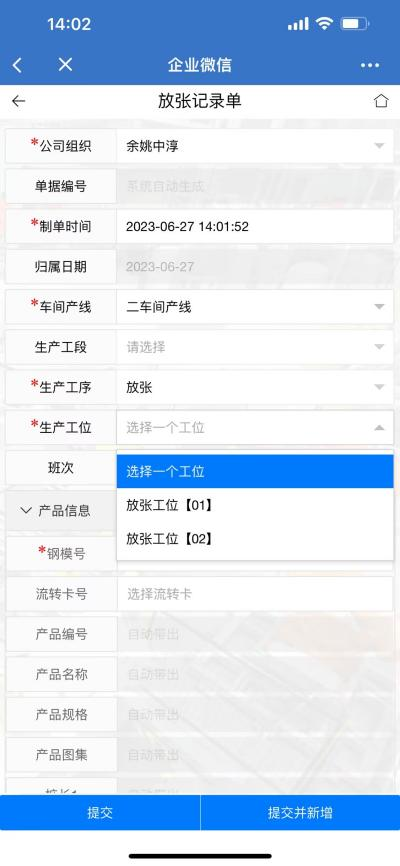 14:02
企业微信
放张记录单
*公司组织 余姚中淳
单据编号 系统自动生成
*制单时间 2023-06-27 14:01:52
归属日期 2023-06-27
*车间产线 二车间产线
生产工段 请选择
*生产工序 放张
*生产工位 选择一个工位
班次 选择一个工位
放张工位【01】
产品信息
放张工位【02】
*钢模号
流转卡号 选择流转卡
产品编号 自动带出
产品名称 自动带出
产品规格 自动带出
产品图集 自动带出
提交 提交并新增